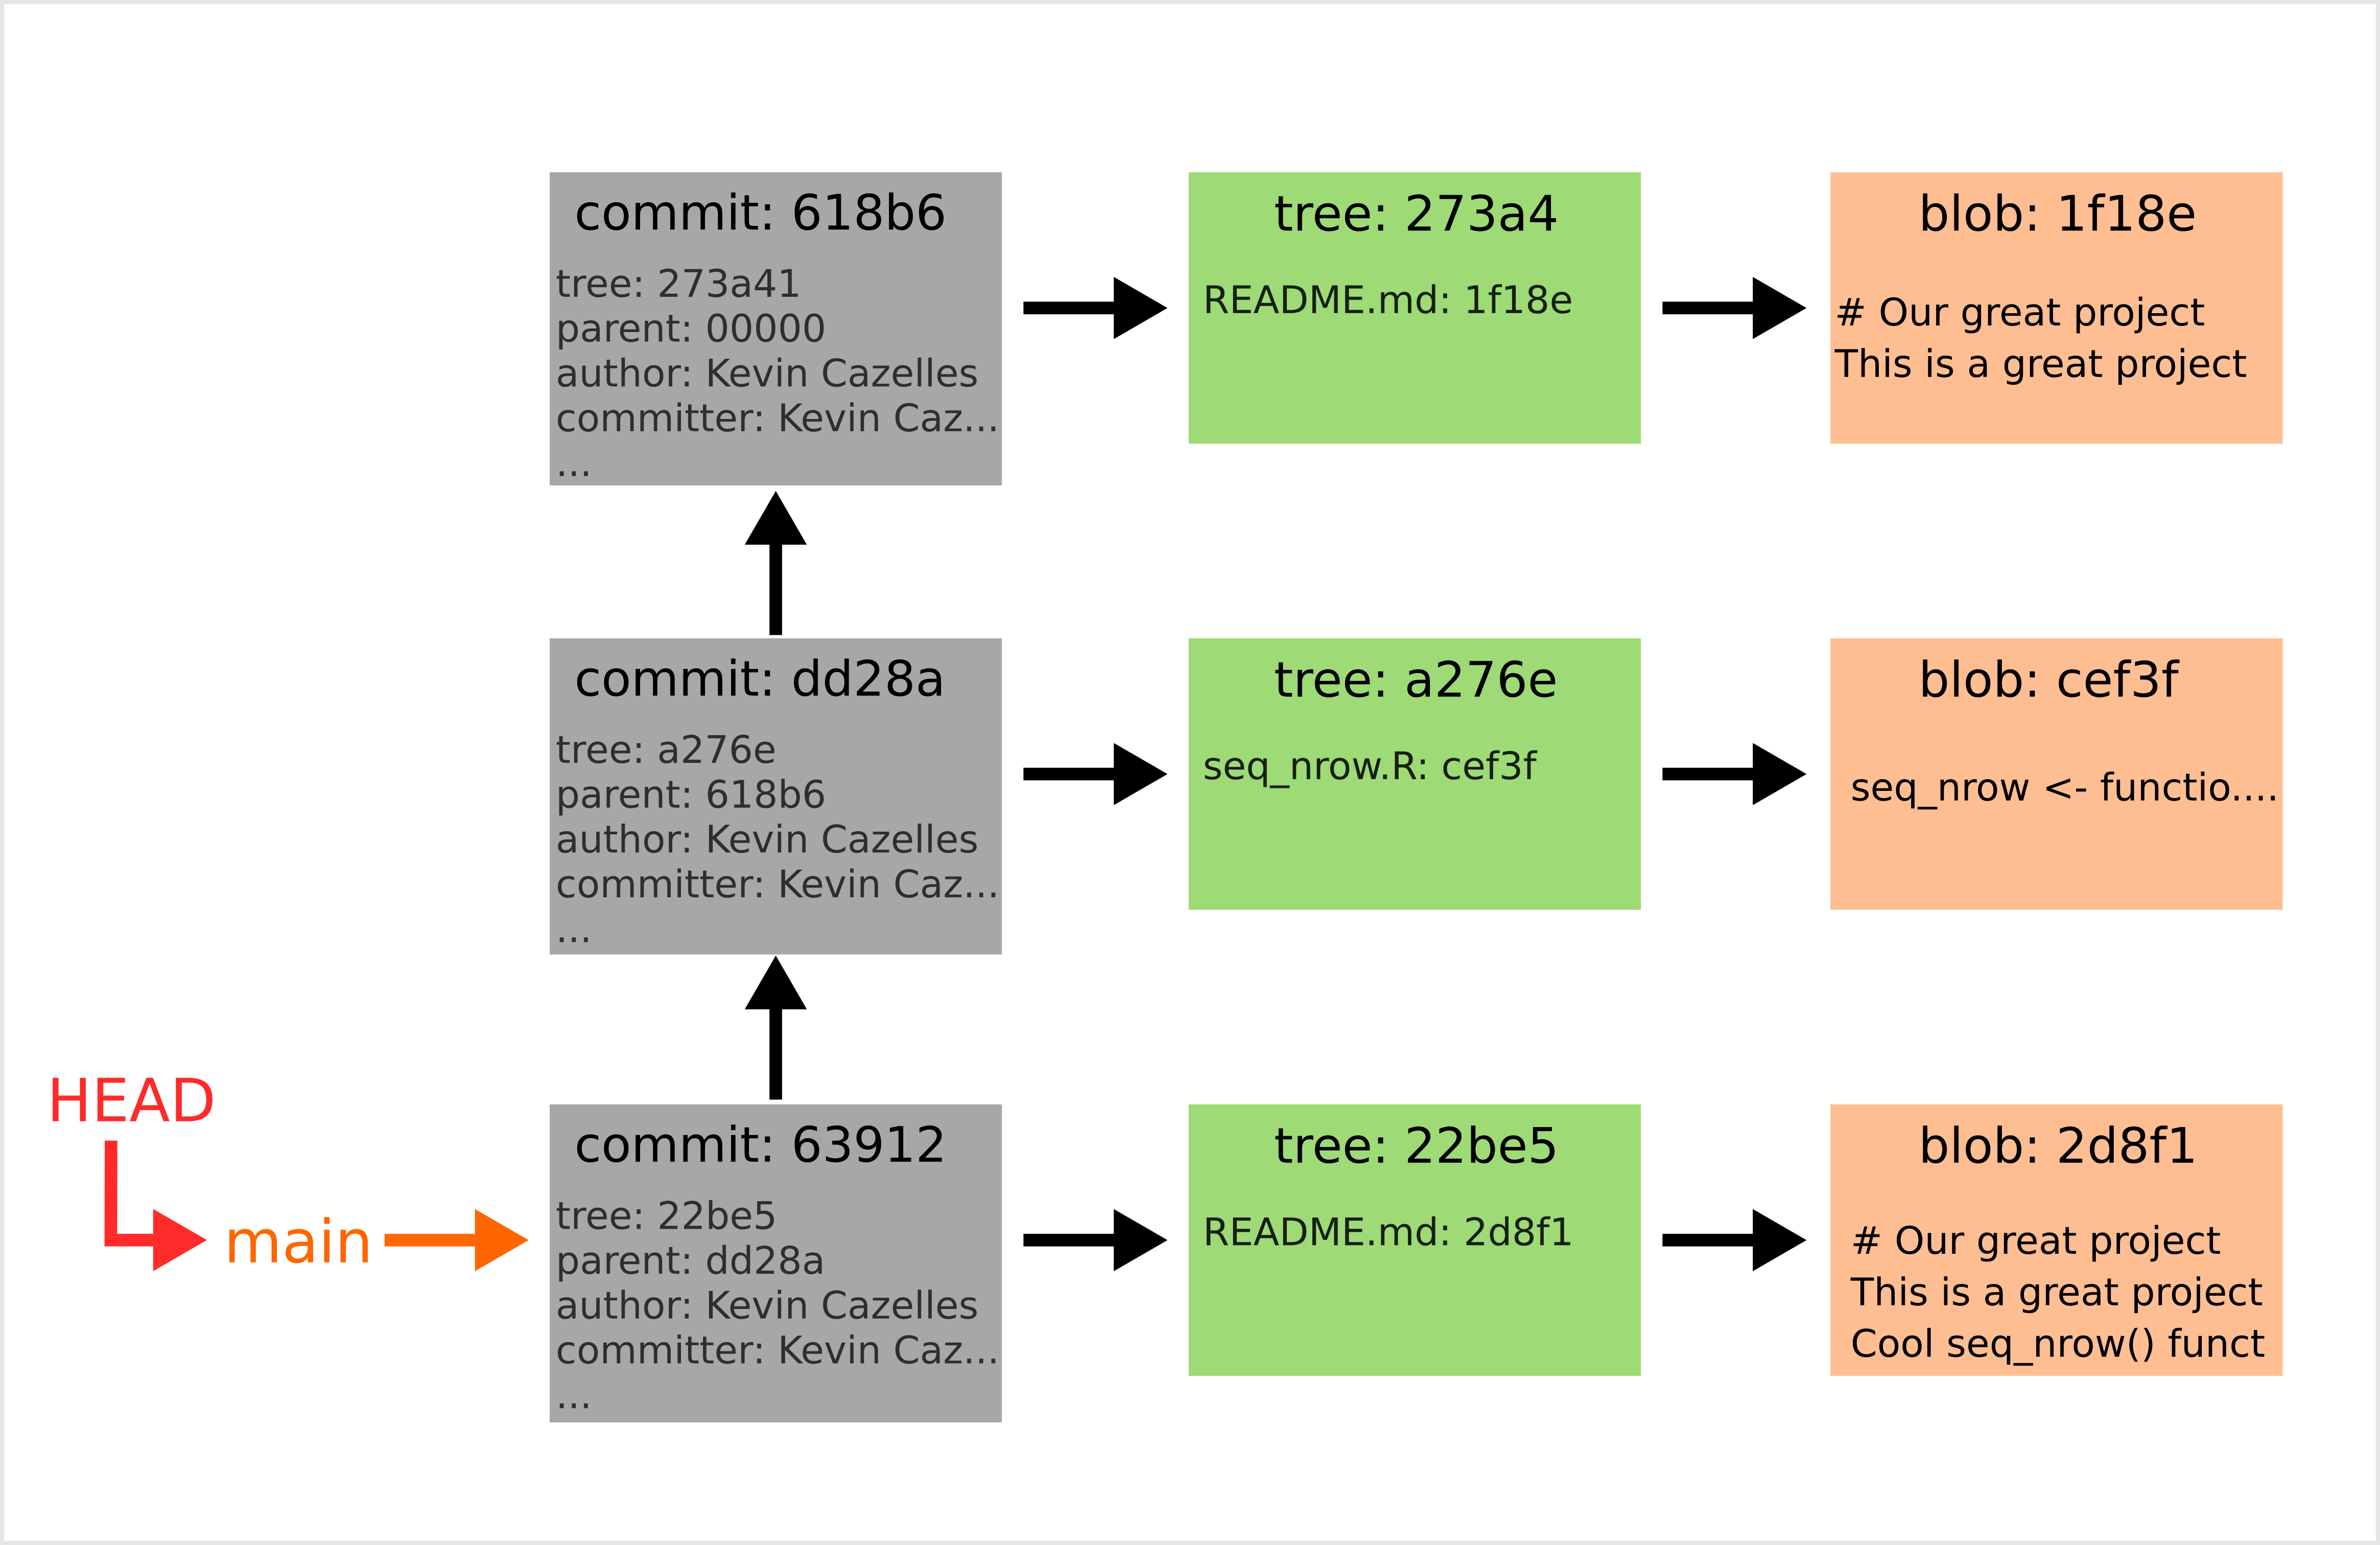 commit: 618b6
tree: 273a41
parent: 00000
author: Kevin Cazelles
committer: Kevin Caz...
...
tree: 273a4
README.md: 1f18e
blob: 1f18e
# Our great project
This is a great project
commit: dd28a
tree: a276e
parent: 618b6
author: Kevin Cazelles
committer: Kevin Caz...
...
tree: a276e
seq_nrow.R: cef3f
blob: cef3f
seq_nrow <- functio....
HEAD
main
commit: 63912
tree: 22be5
parent: dd28a
author: Kevin Cazelles
committer: Kevin Caz...
...
tree: 22be5
README.md: 2d8f1
blob: 2d8f1
# Our great project
This is a great project
Cool seq_nrow() funct